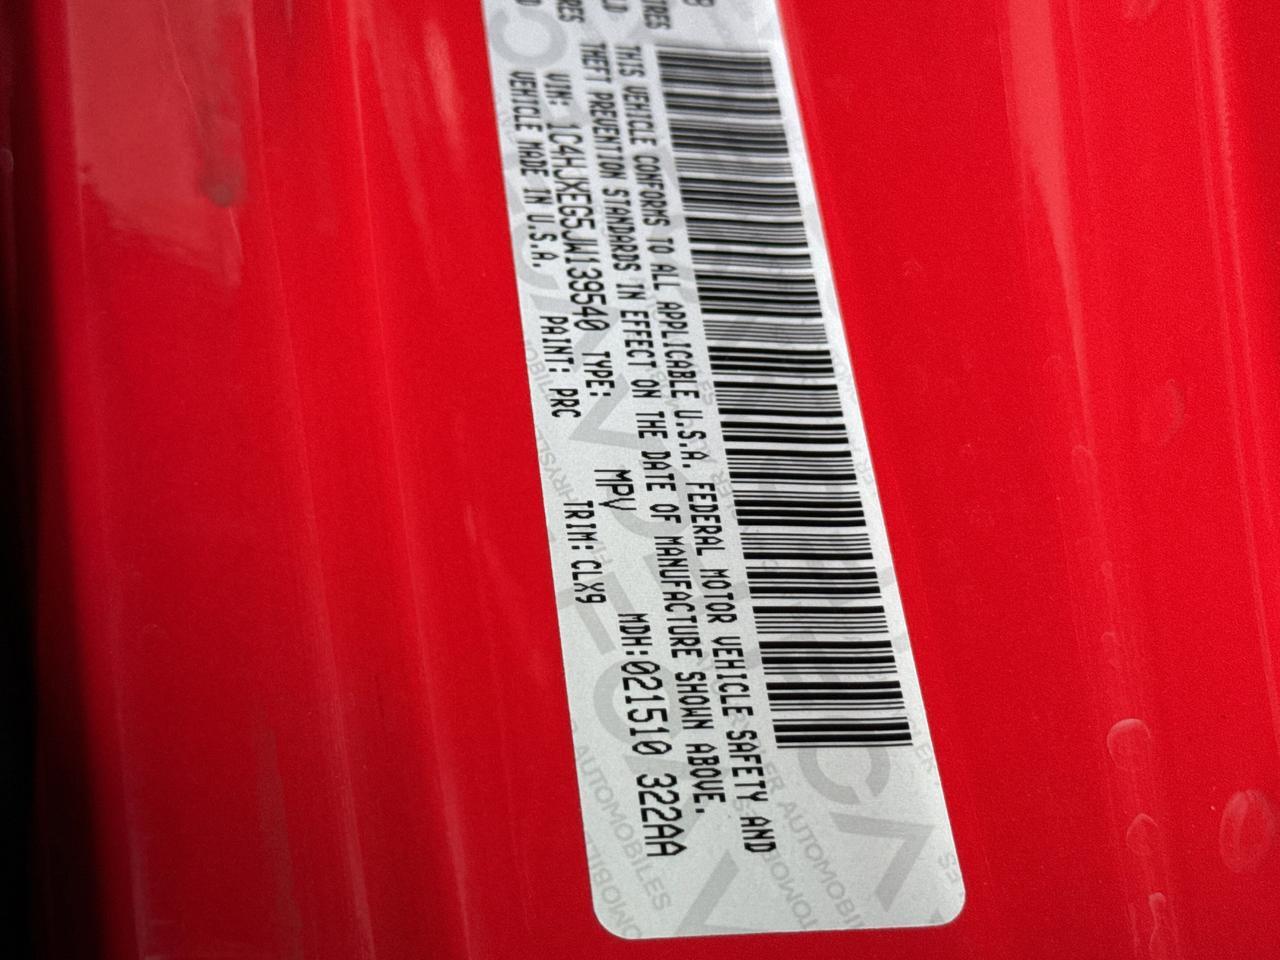 THIS VEHICLE CONFORMS TO ALL APPLICABLE U.S.A. FEDERAL MOTOR VEHICLE SAFETY AND
THEFT PREVENTION STANDARDS IN EFFECT ON THE DATE OF MANUFACTURE SHOWN ABOVE.
VIN: 1C4HJXEG5JW139540 TYPE: MPV MDH:021510 322AA
VEHICLE MADE IN U.S.A. PAINT: PRC TRIM:CLX9